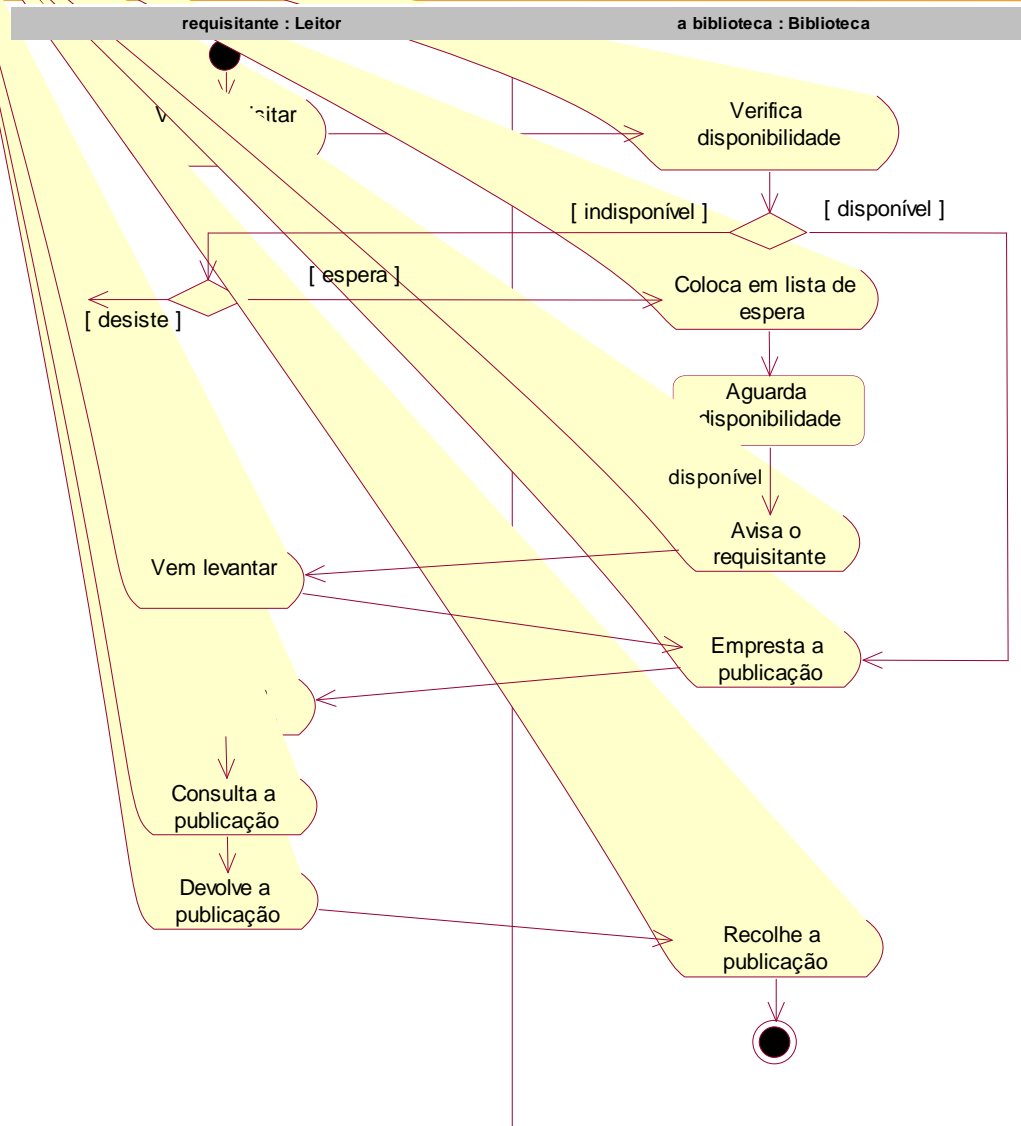 requisitante : Leitor
a biblioteca : Biblioteca
Verifica
disponibilidade
[ indisponível ]
[ disponível ]
[ espera ]
[ desiste ]
Coloca em lista de
espera
Aguarda
disponibilidade
disponível
Avisa o
requisitante
Vem levantar
Empresta a
publicação
Consulta a
publicação
Devolve a
publicação
Recolhe a
publicação